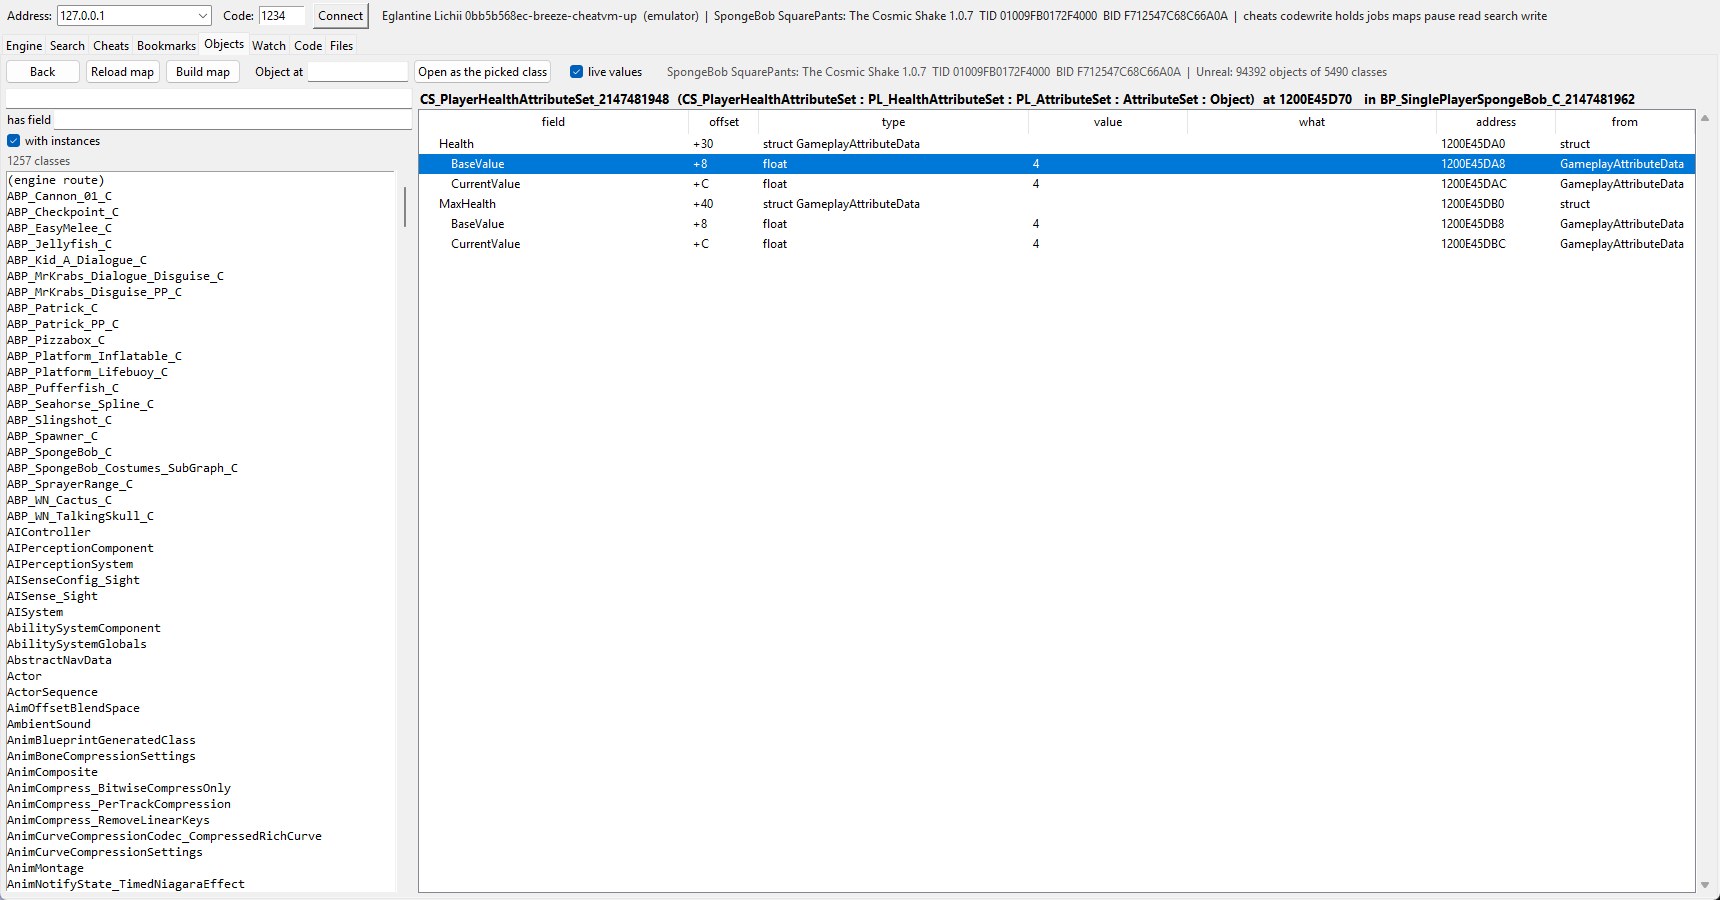 Address: 127.0.0.1 Code: 1234 Connect Eglantine Lichii 0bb5b568ec-breeze-cheatvm-up (emulator) | SpongeBob SquarePants: The Cosmic Shake 1.0.7 TID 01009FB0172F4000 BID F712547C68C66A0A | cheats codewrite holds jobs maps pause read search write
Engine Search Cheats Bookmarks Objects Watch Code Files
Back Reload map Build map Object at Open as the picked class live values SpongeBob SquarePants: The Cosmic Shake 1.0.7 TID 01009FB0172F4000 BID F712547C68C66A0A | Unreal: 94392 objects of 5490 classes
has field
with instances
1257 classes
(engine route)
ABP_Cannon_01_C
ABP_Checkpoint_C
ABP_EasyMelee_C
ABP_Jellyfish_C
ABP_Kid_A_Dialogue_C
ABP_MrKrabs_Dialogue_Disguise_C
ABP_MrKrabs_Disguise_PP_C
ABP_Patrick_C
ABP_Patrick_PP_C
ABP_Pizzabox_C
ABP_Platform_Inflatable_C
ABP_Platform_Lifebuoy_C
ABP_Pufferfish_C
ABP_Seahorse_Spline_C
ABP_Slingshot_C
ABP_Spawner_C
ABP_SpongeBob_C
ABP_SpongeBob_Costumes_SubGraph_C
ABP_SprayerRange_C
ABP_WN_Cactus_C
ABP_WN_TalkingSkull_C
AIController
AIPerceptionComponent
AIPerceptionSystem
AISenseConfig_Sight
AISense_Sight
AISystem
AbilitySystemComponent
AbilitySystemGlobals
AbstractNavData
Actor
ActorSequence
AimOffsetBlendSpace
AmbientSound
AnimBlueprintGeneratedClass
AnimBoneCompressionSettings
AnimComposite
AnimCompress_BitwiseCompressOnly
AnimCompress_PerTrackCompression
AnimCompress_RemoveLinearKeys
AnimCurveCompressionCodec_CompressedRichCurve
AnimCurveCompressionSettings
AnimMontage
AnimNotifyState_TimedNiagaraEffect
CS_PlayerHealthAttributeSet_2147481948 (CS_PlayerHealthAttributeSet : PL_HealthAttributeSet : PL_AttributeSet : AttributeSet : Object) at 1200E45D70 in BP_SinglePlayerSpongeBob_C_2147481962
field offset type value what address from
Health +30 struct GameplayAttributeData 1200E45DA0 struct
BaseValue +8 float 4 1200E45DA8 GameplayAttributeData
CurrentValue +C float 4 1200E45DAC GameplayAttributeData
MaxHealth +40 struct GameplayAttributeData 1200E45DB0 struct
BaseValue +8 float 4 1200E45DB8 GameplayAttributeData
CurrentValue +C float 4 1200E45DBC GameplayAttributeData